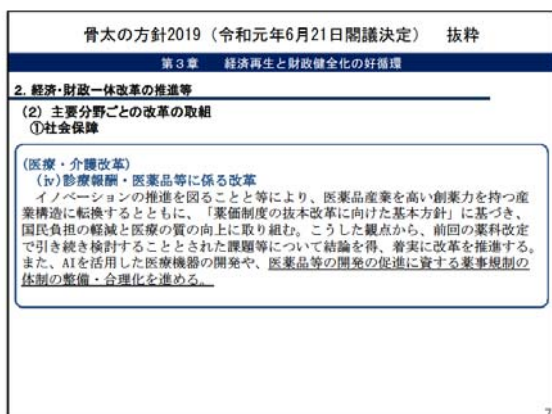 骨太の方針2019（令和元年6月21日閣議決定） 抜粋
第３章 経済再生と財政健全化の好循環
2. 経済・財政一体改革の推進等
（2）主要分野ごとの改革の取組
①社会保障
(医療・介護改革)
(ⅳ)診療報酬・医薬品等に係る改革
イノベーションの推進を図ることと等により、医薬品産業を高い創薬力を持つ産
業構造に転換するとともに、「薬価制度の抜本改革に向けた基本方針」に基づき、
国民負担の軽減と医療の質の向上に取り組む。こうした観点から、前回の薬科改定
で引き続き検討することとされた課題等について結論を得、着実に改革を推進する。
また、AIを活用した医療機器の開発や、医薬品等の開発の促進に資する薬事規制の
体制の整備・合理化を進める。
7